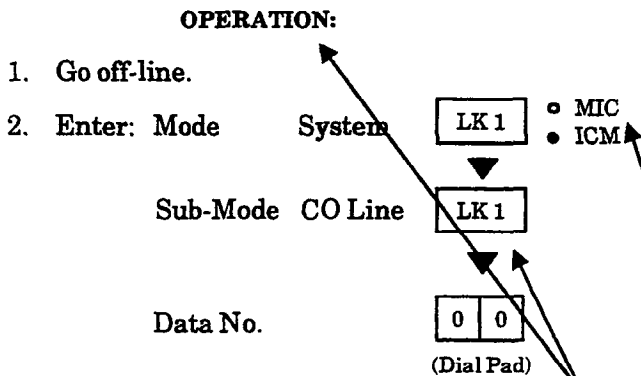 OPERATION:
1. Go off-line.
2. Enter: Mode System LK 1 MIC
ICM
Sub-Mode CO Line LK 1
Data No. 0 0
(Dial Pad)